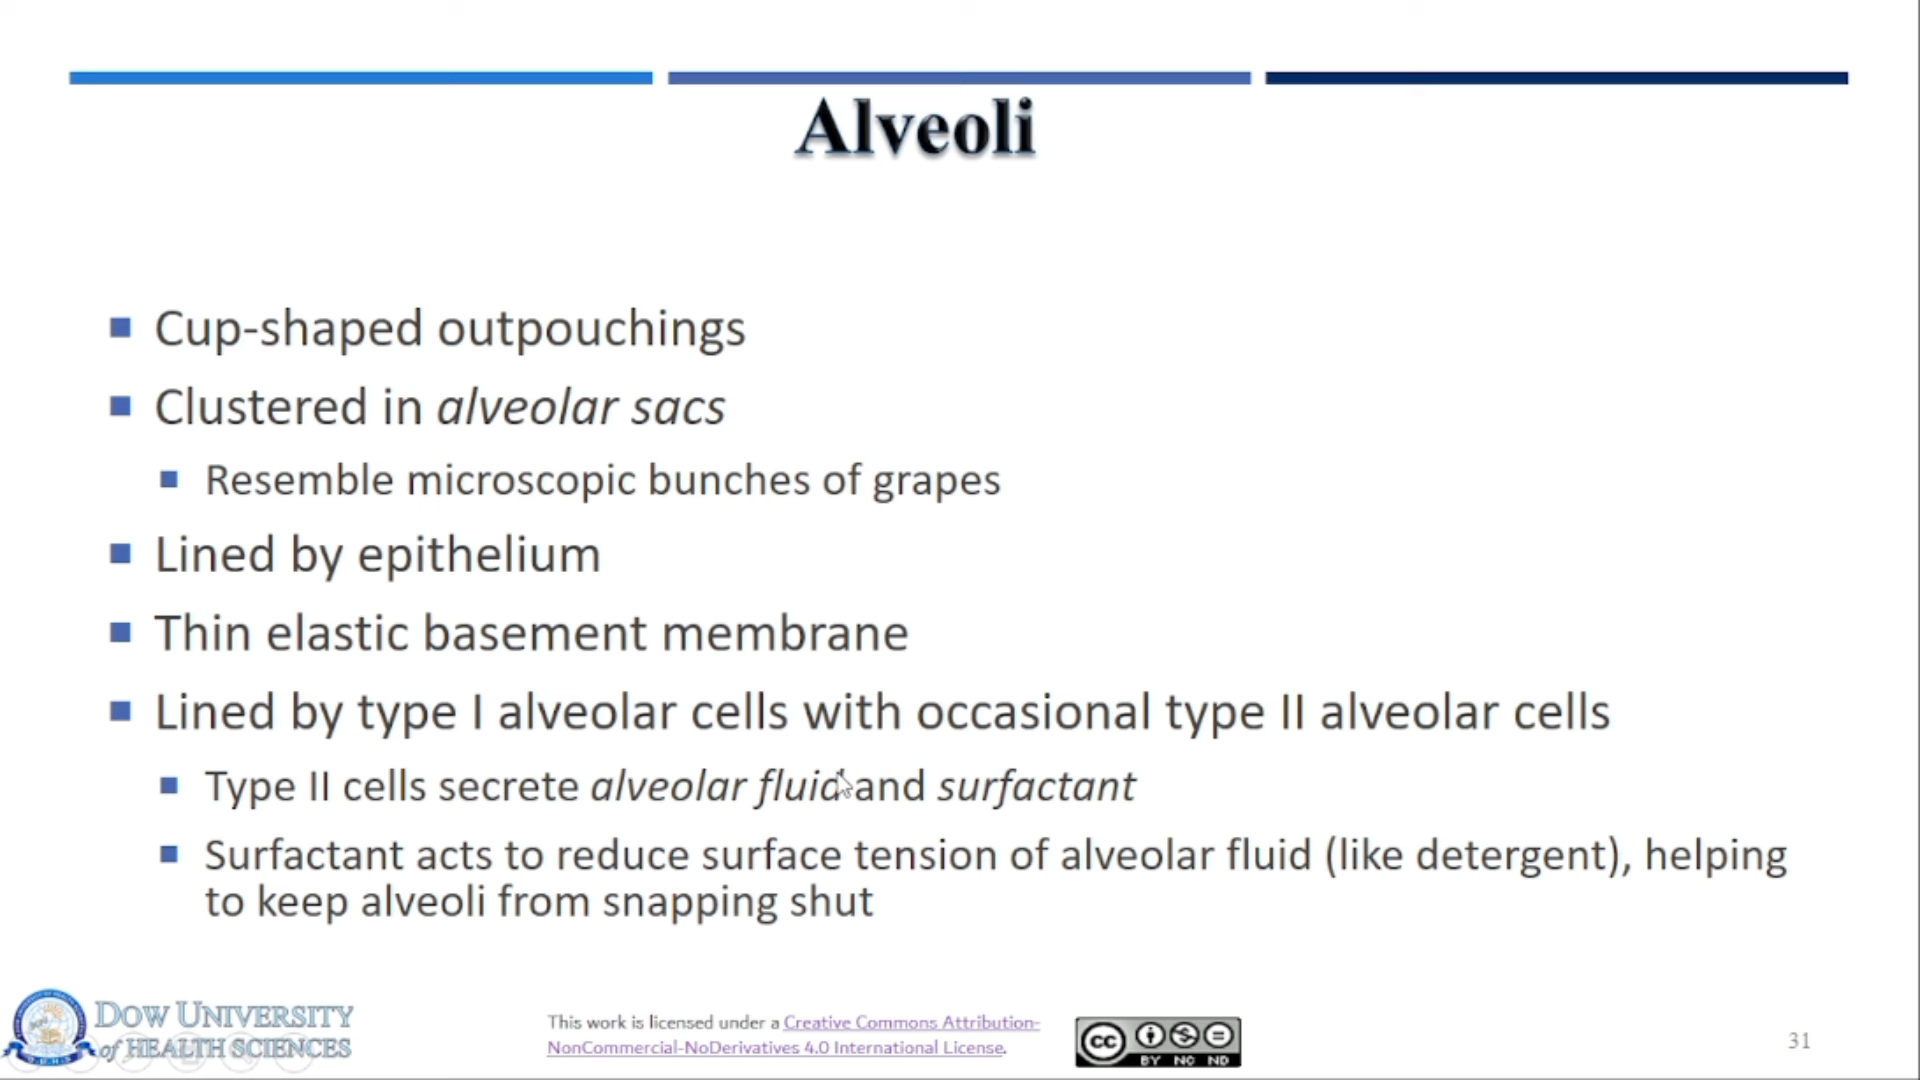 Alveoli
Cup-shaped outpouchings
Clustered in alveolar sacs
Resemble microscopic bunches of grapes
Lined by epithelium
Thin elastic basement membrane
Lined by type I alveolar cells with occasional type II alveolar cells
Type II cells secrete alveolar fluid and surfactant
Surfactant acts to reduce surface tension of alveolar fluid (like detergent), helping
to keep alveoli from snapping shut
DOW UNIVERSITY
of HEALTH SCIENCES
This work is licensed under a Creative Commons Attribution-
NonCommercial-NoDerivatives 4.0 International License.
cc
BY NC ND
31